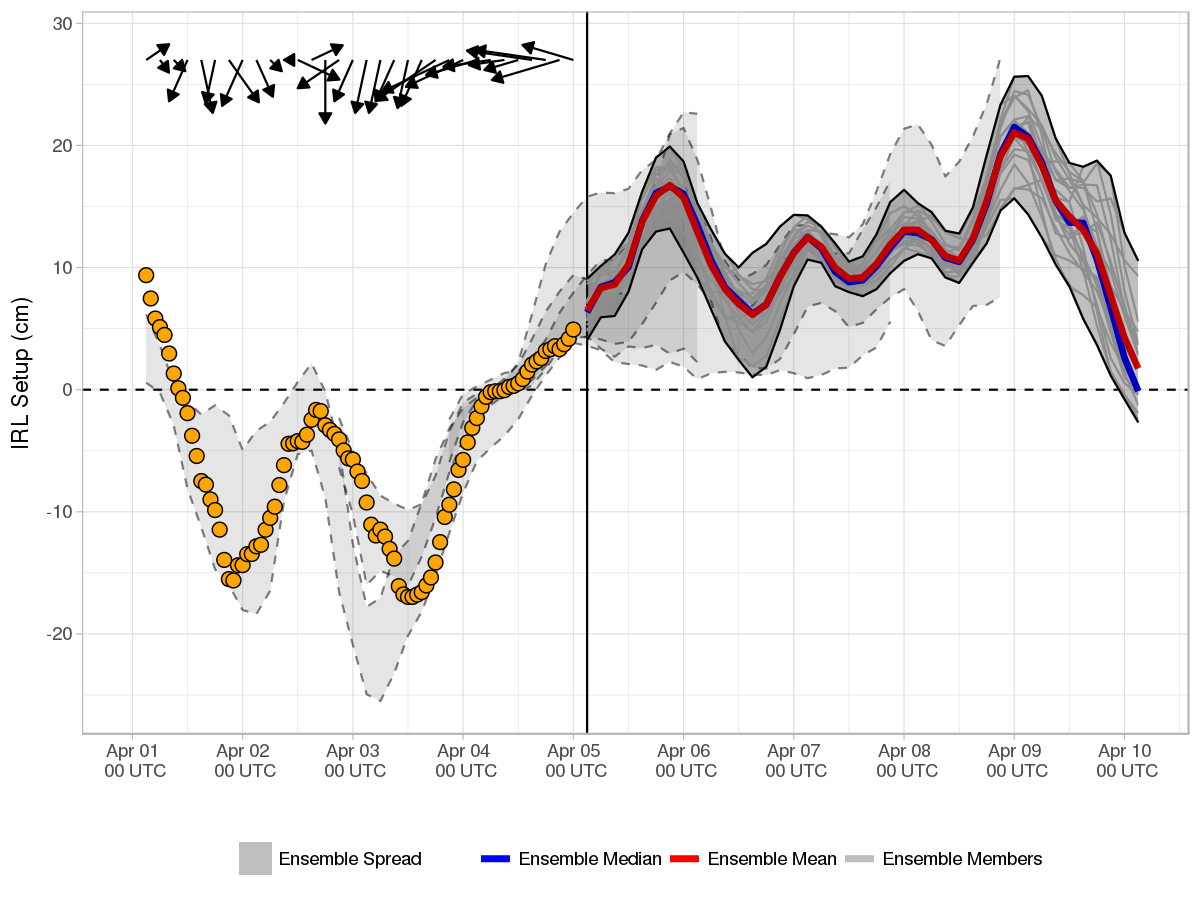 IRL Setup (cm)
30
20
10
0
-10
-20
Apr 01 Apr 02 Apr 03 Apr 04 Apr 05 Apr 06 Apr 07 Apr 08 Apr 09 Apr 10
00 UTC 00 UTC 00 UTC 00 UTC 00 UTC 00 UTC 00 UTC 00 UTC 00 UTC 00 UTC
Ensemble Spread Ensemble Median Ensemble Mean Ensemble Members